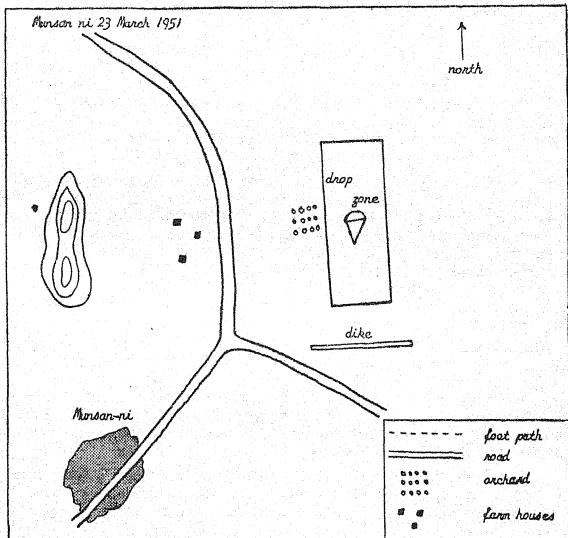 Munsan ni 23 March 1951
north
drop
zone
dike
Munsan-ni
foot path
road
orchard
farm houses